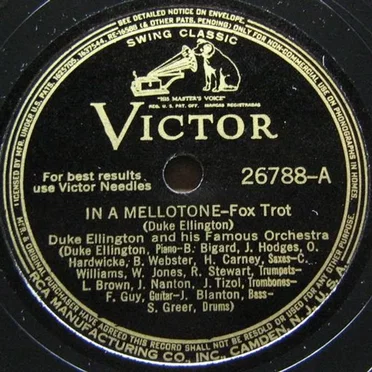 SEE DETAILED NOTICE ON ENVELOPE.
SWING CLASSIC
"HIS MASTER'S VOICE"
REG. U.S. PAT. OFF. MARCAS REGISTRADAS
VICTOR
For best results
use Victor Needles
26788-A
IN A MELLOTONE-Fox Trot
(Duke Ellington)
Duke Ellington and his Famous Orchestra
(Duke Ellington, Piano-B. Bigard, J. Hodges, O.
Hardwicke, B. Webster, H. Carney, Saxes-C.
Williams, W. Jones, R. Stewart, Trumpets-
L. Brown, J. Nanton, J. Tizol, Trombones-
F. Guy, Guitar-J. Blanton, Bass-
S. Greer, Drums)
RCA MANUFACTURING CO., INC., CAMDEN, N.J., U.S.A.